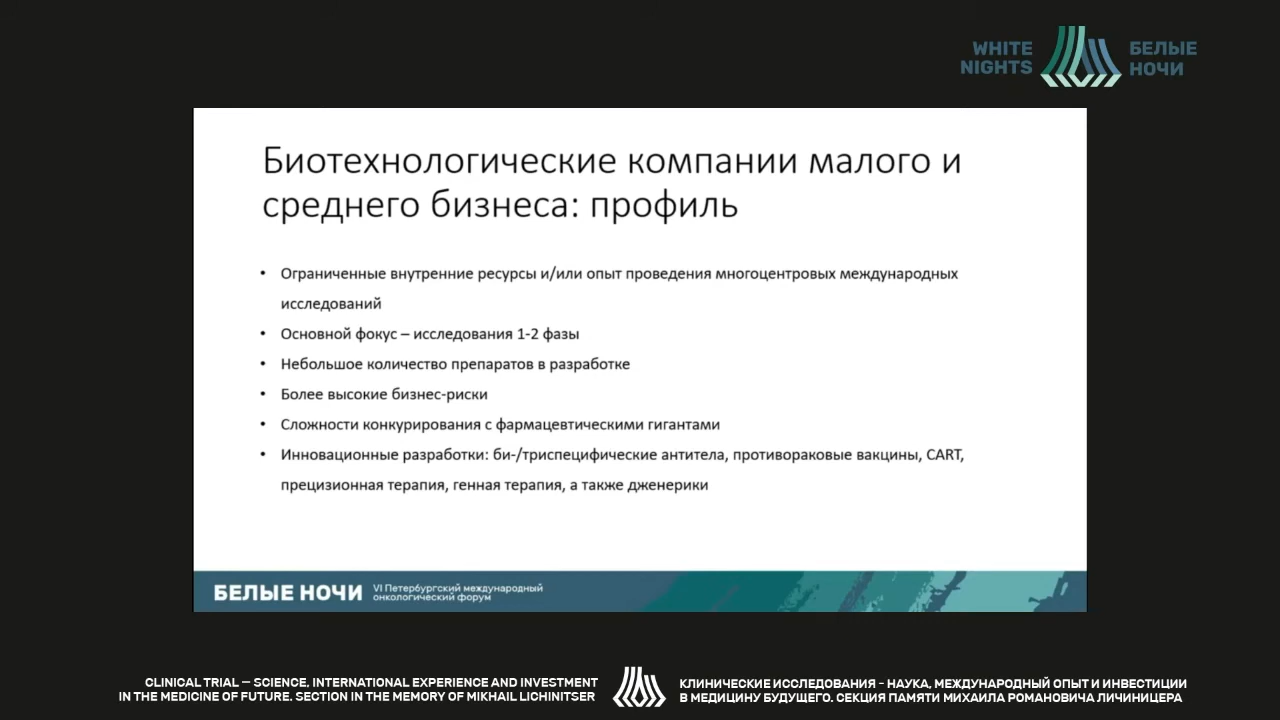 WHITE
NIGHTS
БЕЛЫЕ
НОЧИ
Биотехнологические компании малого и
среднего бизнеса: профиль
• Ограниченные внутренние ресурсы и/или опыт проведения многоцентровых международных
исследований
• Основной фокус – исследования 1-2 фазы
• Небольшое количество препаратов в разработке
• Более высокие бизнес-риски
• Сложности конкурирования с фармацевтическими гигантами
• Инновационные разработки: би-/триспецифические антитела, противораковые вакцины, CART,
прецизионная терапия, генная терапия, а также дженерики
БЕЛЫЕ НОЧИ
VI Петербургский международный
онкологический форум
CLINICAL TRIAL – SCIENCE, INTERNATIONAL EXPERIENCE AND INVESTMENT
IN THE MEDICINE OF FUTURE. SECTION IN THE MEMORY OF MIKHAIL LICHINITSER
КЛИНИЧЕСКИЕ ИССЛЕДОВАНИЯ - НАУКА, МЕЖДУНАРОДНЫЙ ОПЫТ И ИНВЕСТИЦИИ
В МЕДИЦИНУ БУДУЩЕГО. СЕКЦИЯ ПАМЯТИ МИХАИЛА РОМАНОВИЧА ЛИЧИНИЦЕРА